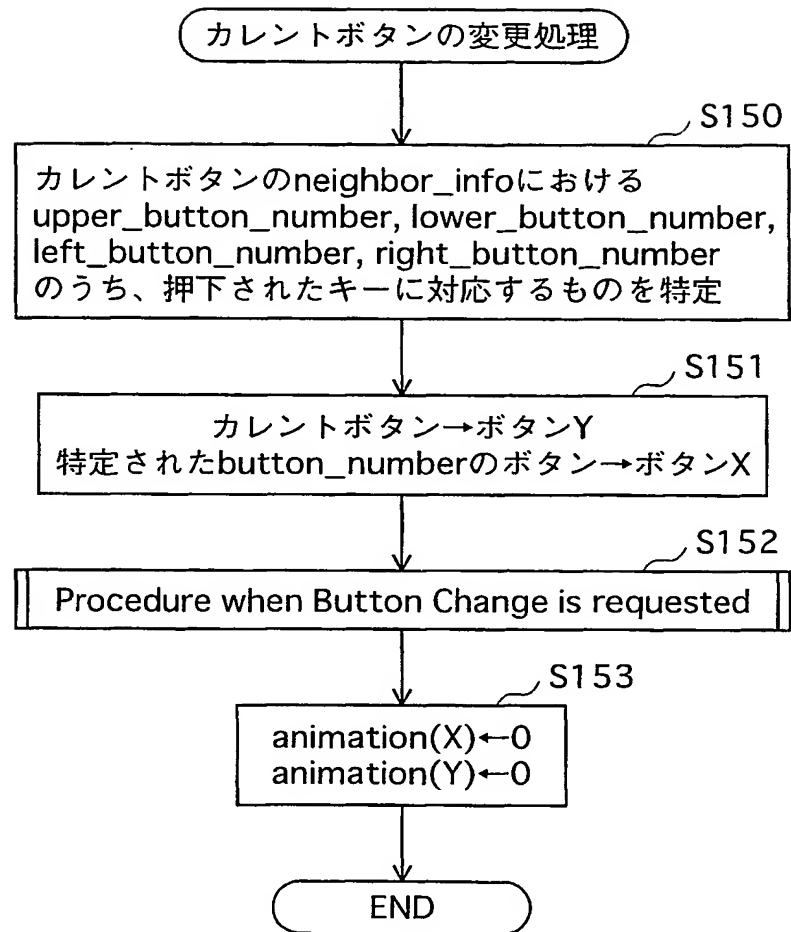 カレントボタンの変更処理
S150
カレントボタンのneighbor_infoにおける
upper_button_number, lower_button_number,
left_button_number, right_button_number
のうち、押下されたキーに対応するものを特定
S151
カレントボタン→ボタンY
特定されたbutton_numberのボタン→ボタンX
S152
Procedure when Button Change is requested
S153
animation(X)←0
animation(Y)←0
END